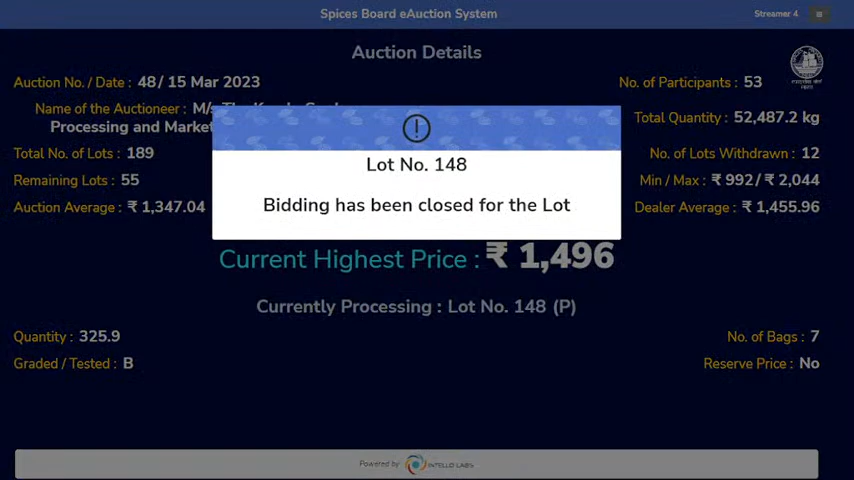 Spices Board eAuction System
Streamer 4
Auction Details
Auction No. / Date : 48/ 15 Mar 2023
No. of Participants : 53
Name of the Auctioneer : M/s
Processing and Market
Total Quantity : 52,487.2 kg
Total No. of Lots : 189
No. of Lots Withdrawn : 12
Remaining Lots : 55
Min / Max : ₹ 992/ ₹ 2,044
Auction Average : ₹ 1,347.04
Dealer Average : ₹ 1,455.96
Lot No. 148
Bidding has been closed for the Lot
Current Highest Price : ₹ 1,496
Currently Processing : Lot No. 148 (P)
Quantity : 325.9
No. of Bags : 7
Graded / Tested : B
Reserve Price : No
Powered by INTELLO LABS